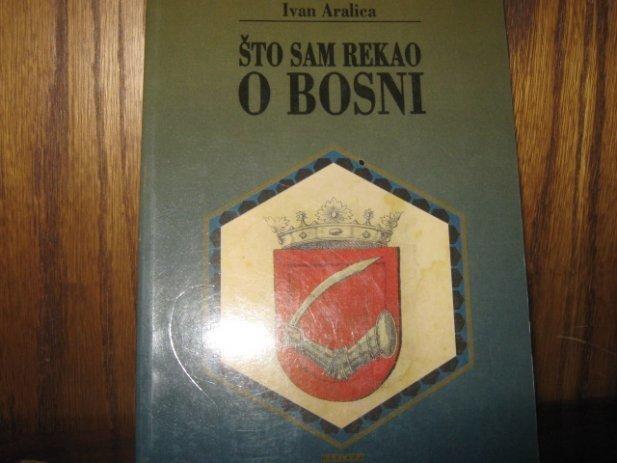 Ivan Aralica
ŠTO SAM REKAO
O BOSNI